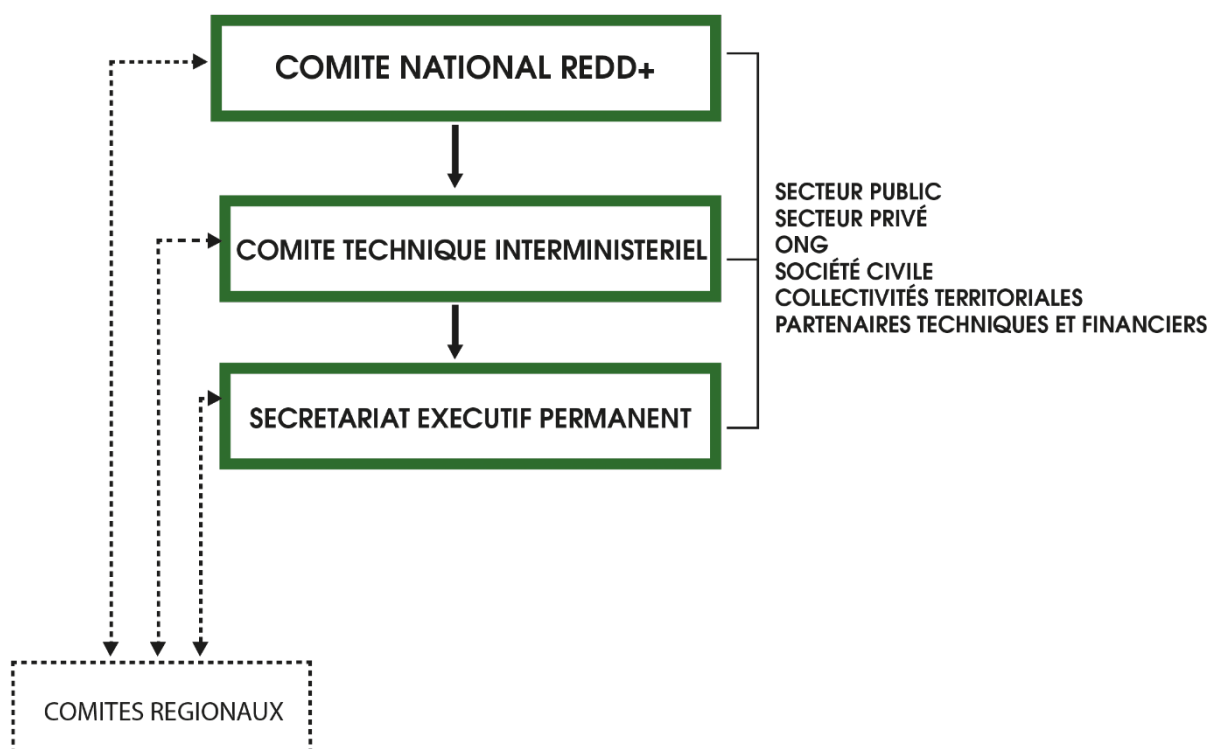 COMITE NATIONAL REDD+
COMITE TECHNIQUE INTERMINISTERIEL
SECRETARIAT EXECUTIF PERMANENT
SECTEUR PUBLIC
SECTEUR PRIVÉ
ONG
SOCIÉTÉ CIVILE
COLLECTIVITÉS TERRITORIALES
PARTENAIRES TECHNIQUES ET FINANCIERS
COMITES REGIONAUX